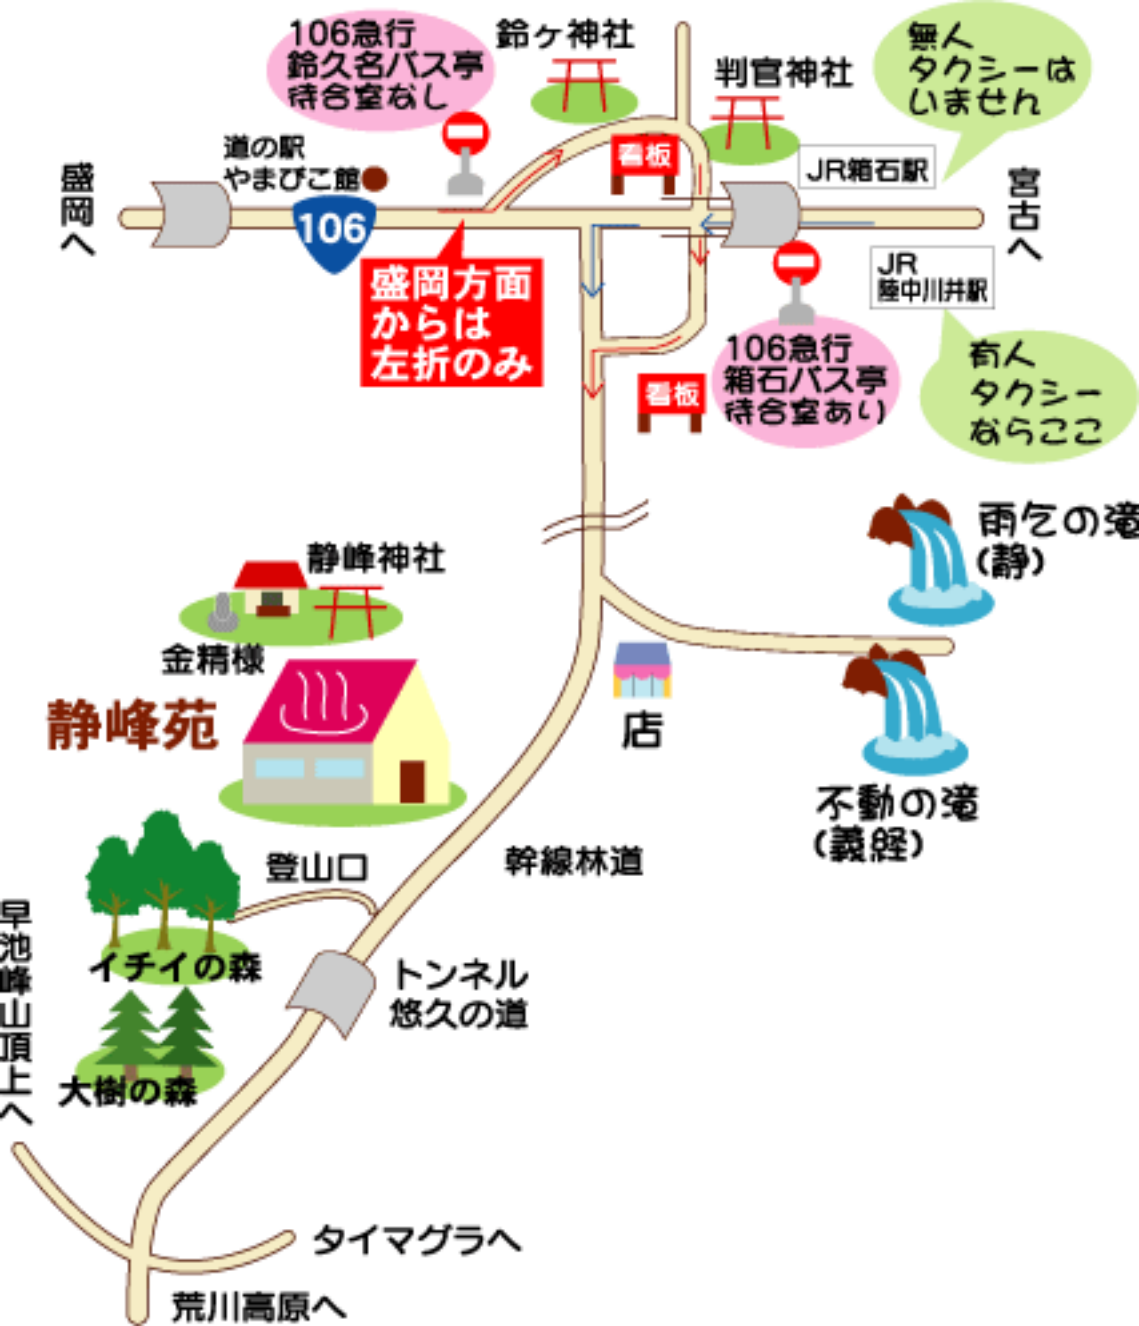 106急行
鈴久名バス亭
待合室なし
鈴ヶ神社
判官神社
無人
タクシーは
いません
道の駅
やまびこ館
盛岡へ
看板
JR箱石駅
宮古へ
106
盛岡方面
からは
左折のみ
JR
陸中川井駅
106急行
箱石バス亭
待合室あり
看板
有人
タクシー
ならここ
雨乞の滝
(静)
静峰神社
金精様
静峰苑
店
不動の滝
(義経)
登山口
幹線林道
早池峰山頂上へ
イチイの森
トンネル
悠久の道
大樹の森
タイマグラへ
荒川高原へ